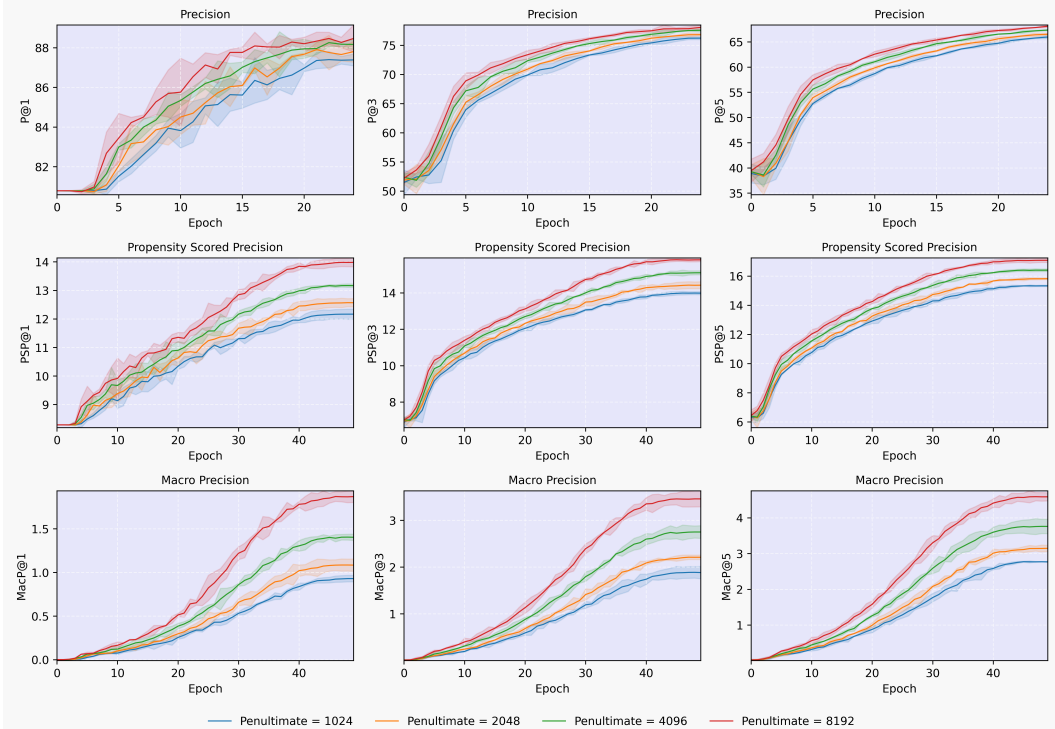 Precision
P@1
88
86
84
82
0 5 10 15 20
Epoch
Precision
P@3
75
70
65
60
55
50
0 5 10 15 20
Epoch
Precision
P@5
65
60
55
50
45
40
35
0 5 10 15 20
Epoch
Propensity Scored Precision
PSP@1
14
13
12
11
10
9
0 10 20 30 40
Epoch
Propensity Scored Precision
PSP@3
14
12
10
8
0 10 20 30 40
Epoch
Propensity Scored Precision
PSP@5
16
14
12
10
8
6
0 10 20 30 40
Epoch
Macro Precision
MacP@1
1.5
1.0
0.5
0.0
0 10 20 30 40
Epoch
Macro Precision
MacP@3
3
2
1
0 10 20 30 40
Epoch
Macro Precision
MacP@5
4
3
2
1
0 10 20 30 40
Epoch
Penultimate = 1024 Penultimate = 2048 Penultimate = 4096 Penultimate = 8192